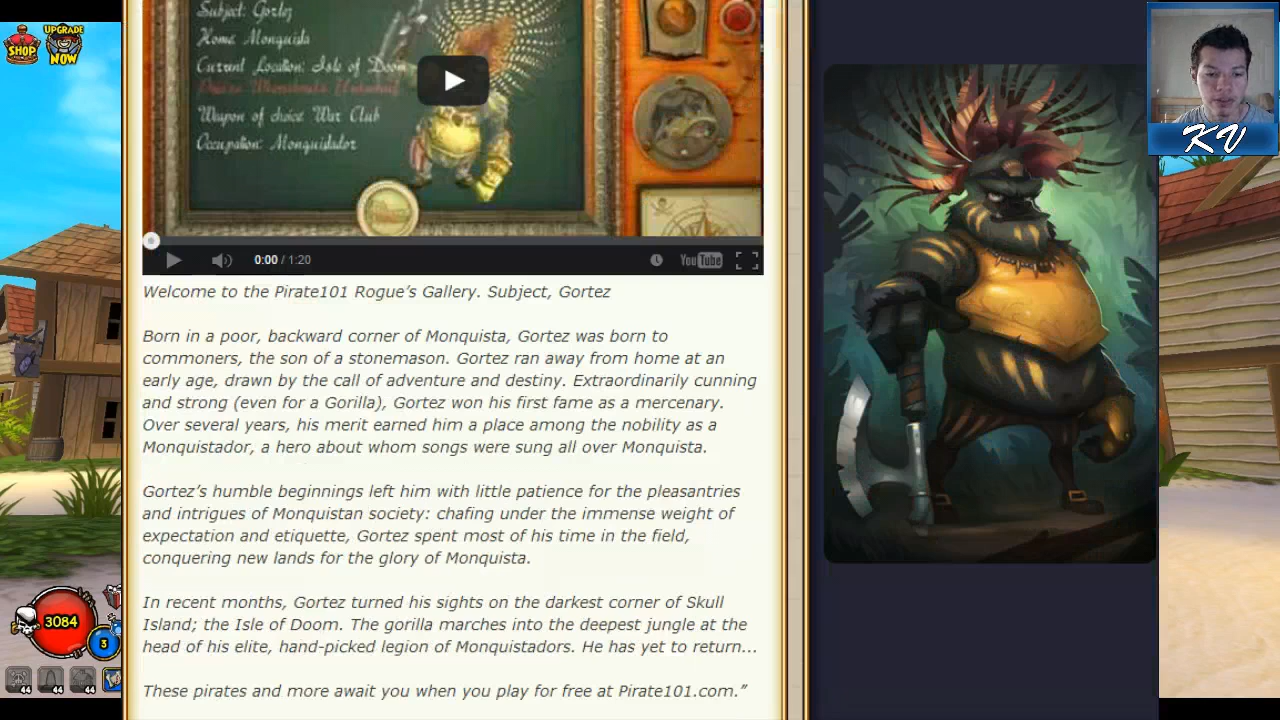 Subject: Gortez
SHOP
UPGRADE
NOW
Home: Monquista
Current Location: Isle of Doom
Weapon of choice: War Club
Occupation: Monquistador
KV
0:00 / 1:20
YouTube
Welcome to the Pirate101 Rogue’s Gallery. Subject, Gortez
Born in a poor, backward corner of Monquista, Gortez was born to
commoners, the son of a stonemason. Gortez ran away from home at an
early age, drawn by the call of adventure and destiny. Extraordinarily cunning
and strong (even for a Gorilla), Gortez won his first fame as a mercenary.
Over several years, his merit earned him a place among the nobility as a
Monquistador, a hero about whom songs were sung all over Monquista.
Gortez’s humble beginnings left him with little patience for the pleasantries
and intrigues of Monquistan Society: chafing under the immense weight of
expectation and etiquette, Gortez spent most of his time in the field,
conquering new lands for the glory of Monquista.
In recent months, Gortez turned his sights on the darkest corner of Skull
Island; the Isle of Doom. The gorilla marches into the deepest jungle at the
head of his elite, hand-picked legion of Monquistadors. He has yet to return...
These pirates and more await you when you play for free at Pirate101.com.”
3084
3
44
44
44